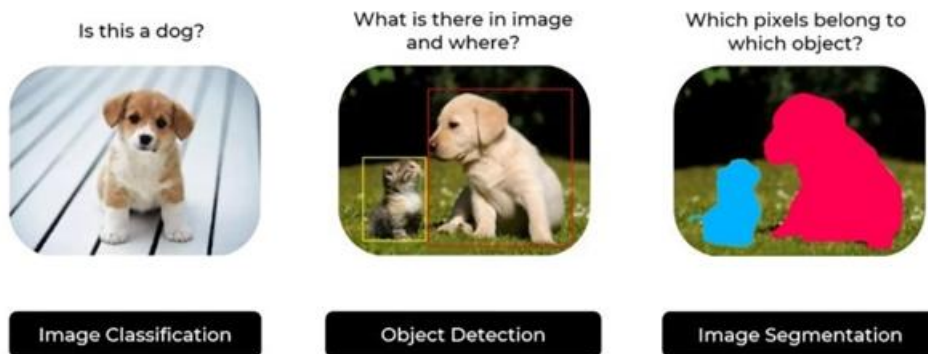 Is this a dog?
What is there in image
and where?
Which pixels belong to
which object?
Image Classification
Object Detection
Image Segmentation